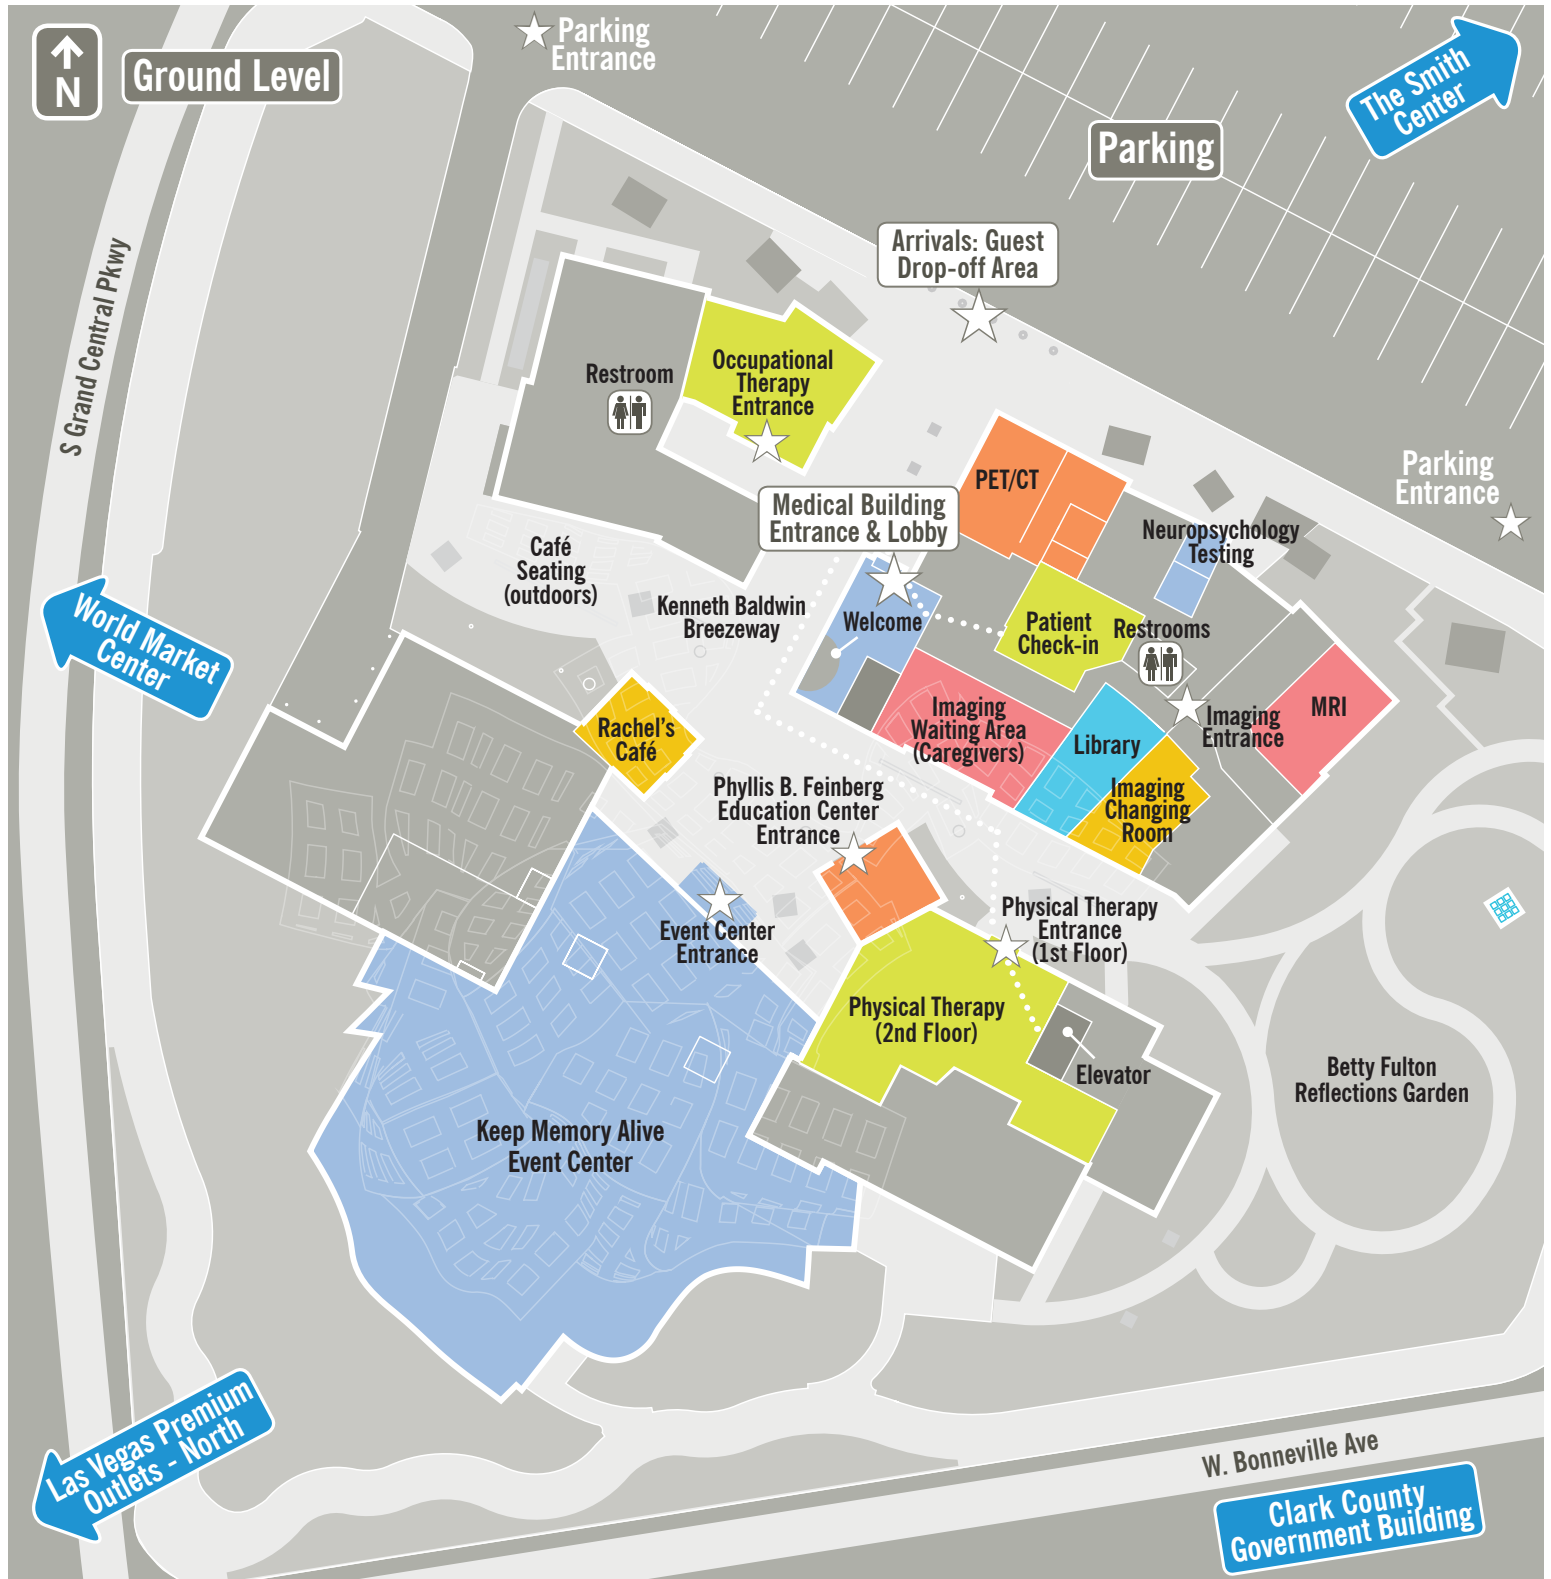 N
Ground Level
Parking
Entrance
The Smith
Center
Parking
S Grand Central Pkwy
Arrivals: Guest
Drop-off Area
Restroom
Occupational
Therapy
Entrance
Parking
Entrance
PET/CT
Medical Building
Entrance & Lobby
Neuropsychology
Testing
Café
Seating
(outdoors)
Kenneth Baldwin
Breezeway
Welcome
Patient
Check-in
Restrooms
World Market
Center
Rachel's
Café
Imaging
Waiting Area
(Caregivers)
Library
Imaging
Entrance
MRI
Imaging
Changing
Room
Phyllis B. Feinberg
Education Center
Entrance
Event Center
Entrance
Physical Therapy
Entrance
(1st Floor)
Physical Therapy
(2nd Floor)
Elevator
Betty Fulton
Reflections Garden
Keep Memory Alive
Event Center
Las Vegas Premium
Outlets - North
W. Bonneville Ave
Clark County
Government Building